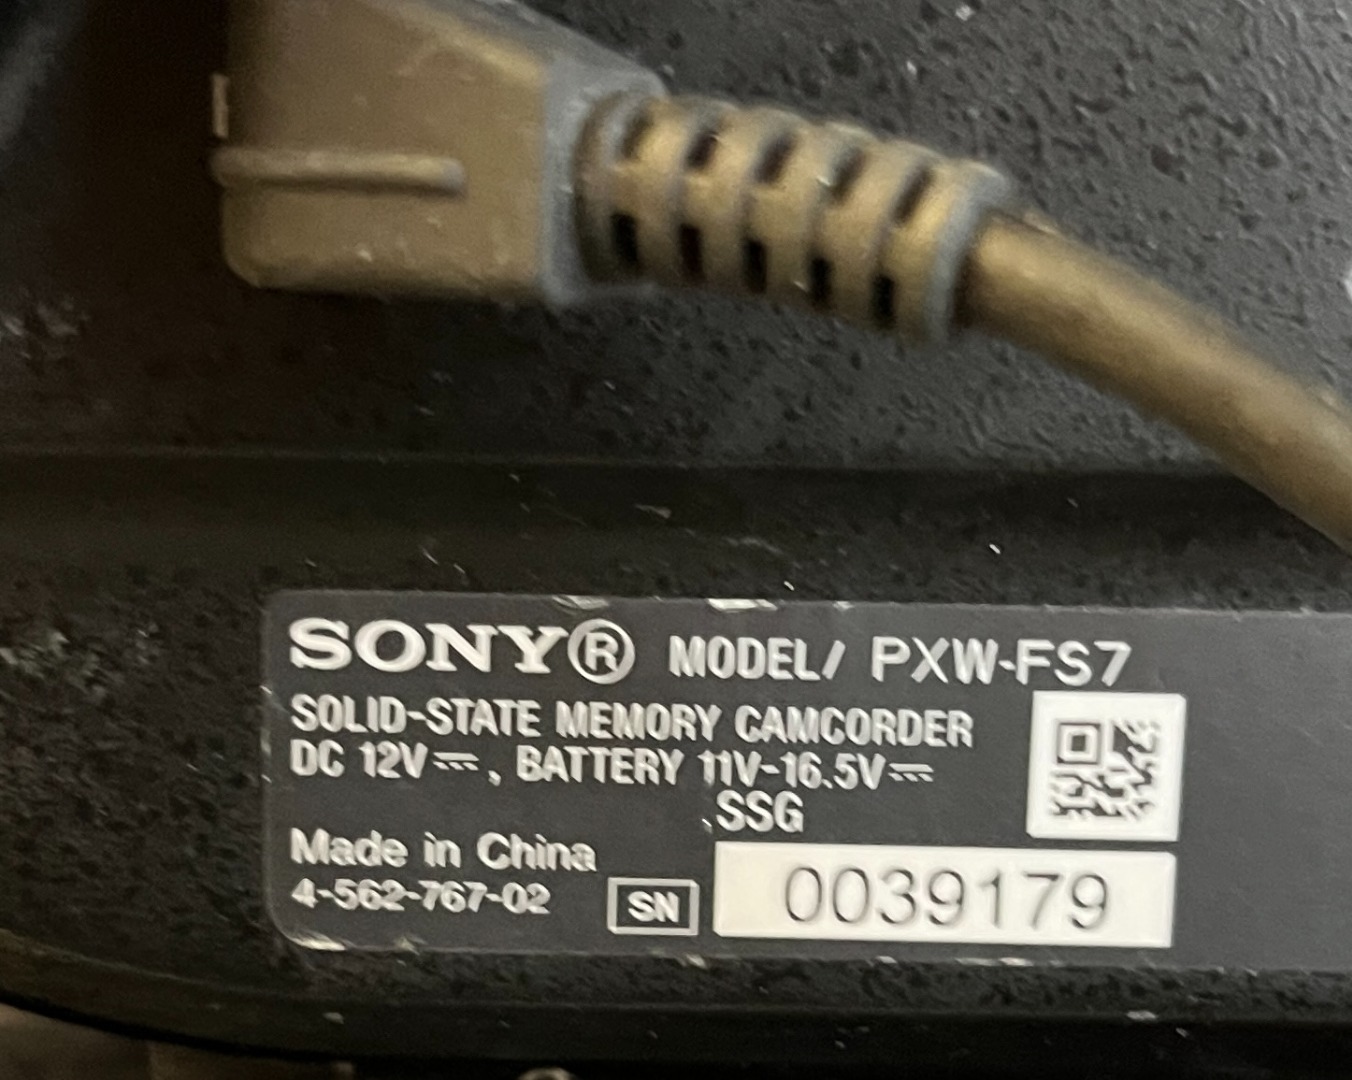 SONY® MODEL/ PXW-FS7
SOLID-STATE MEMORY CAMCORDER
DC 12V⎓, BATTERY 11V-16.5V⎓
SSG
Made in China
4-562-767-02 SN 0039179